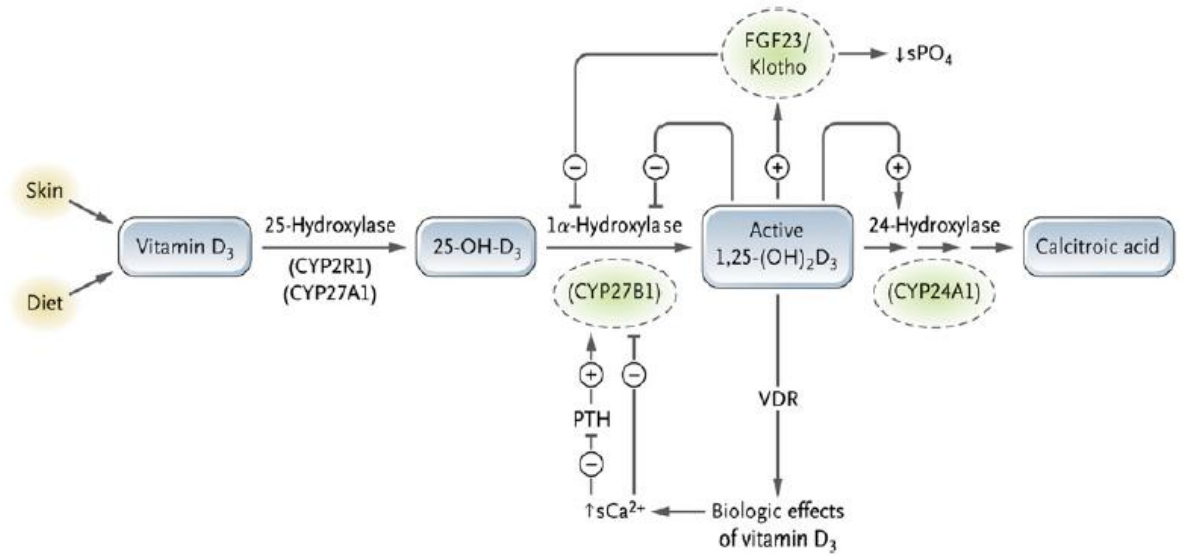 FGF23/
Klotho
↓sPO₄
−
−
+
+
Skin
Diet
Vitamin D₃
25-Hydroxylase
(CYP2R1)
(CYP27A1)
25-OH-D₃
1α-Hydroxylase
(CYP27B1)
Active
1,25-(OH)₂D₃
24-Hydroxylase
(CYP24A1)
Calcitroic acid
+
−
PTH
−
VDR
↑sCa²⁺
Biologic effects
of vitamin D₃